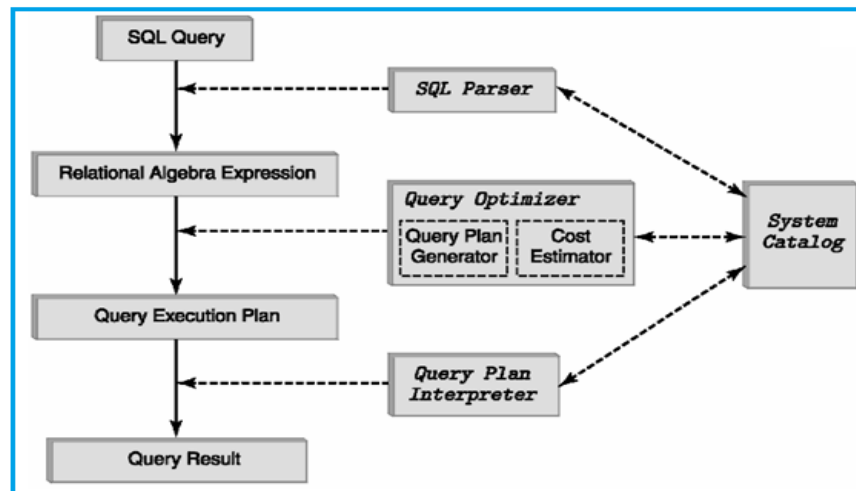 SQL Query
SQL Parser
Relational Algebra Expression
Query Optimizer
Query Plan
Generator
Cost
Estimator
System
Catalog
Query Execution Plan
Query Plan
Interpreter
Query Result